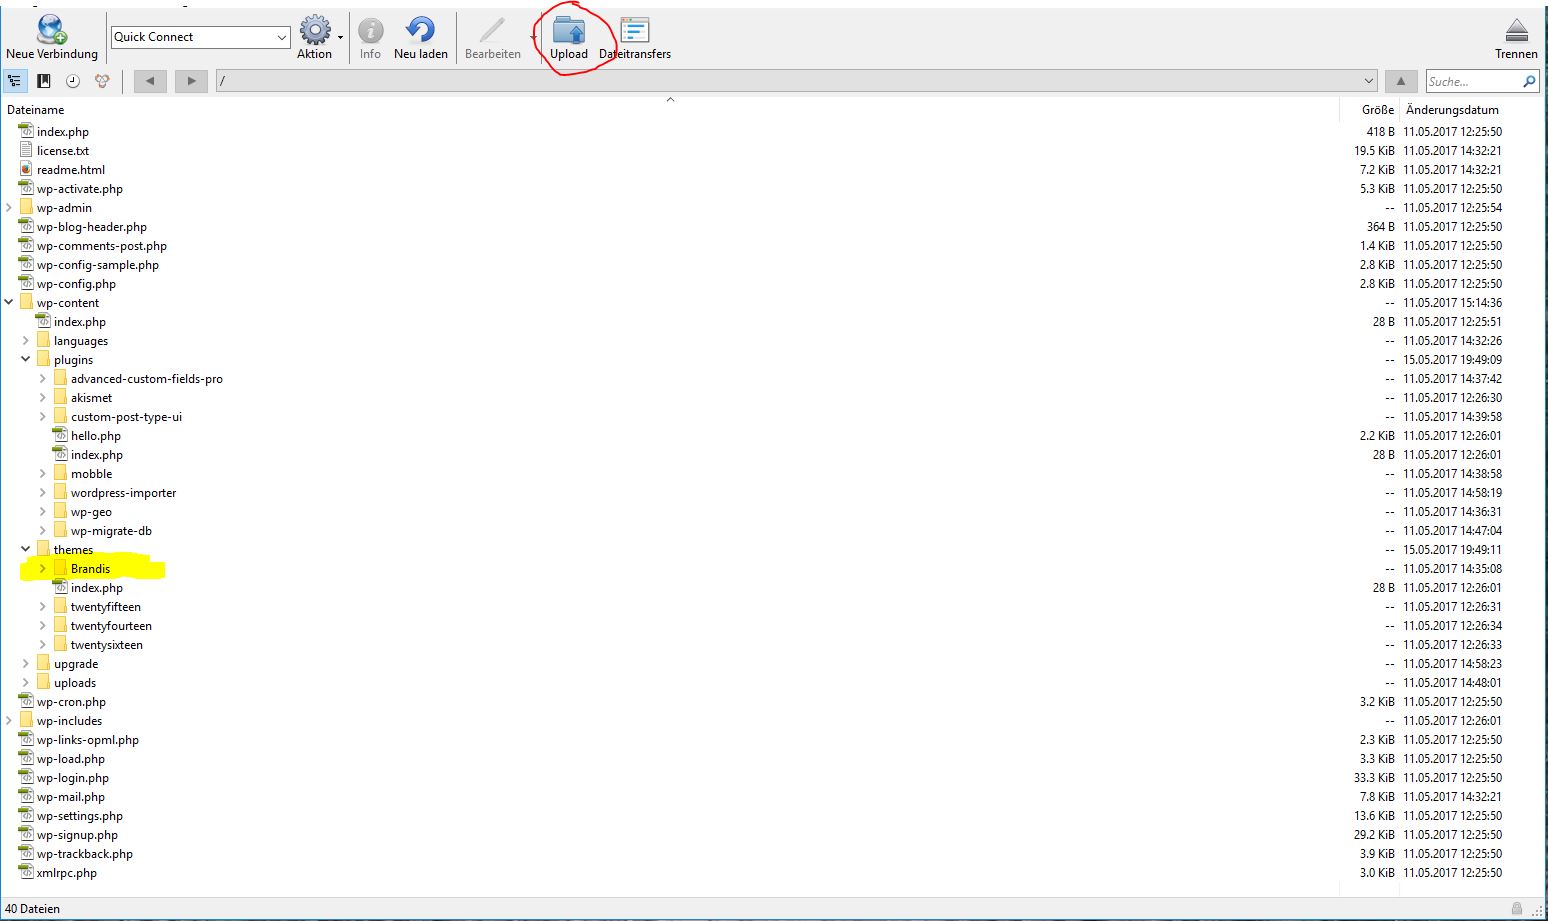 Neue Verbindung
Quick Connect
Aktion
Info
Neu laden
Bearbeiten
Upload
Dateitransfers
Trennen
/
Suche...
Dateiname Größe Änderungsdatum
index.php 418 B 11.05.2017 12:25:50
license.txt 19.5 KiB 11.05.2017 14:32:21
readme.html 7.2 KiB 11.05.2017 14:32:21
wp-activate.php 5.3 KiB 11.05.2017 12:25:50
wp-admin -- 11.05.2017 12:25:54
wp-blog-header.php 364 B 11.05.2017 12:25:50
wp-comments-post.php 1.4 KiB 11.05.2017 12:25:50
wp-config-sample.php 2.8 KiB 11.05.2017 12:25:50
wp-config.php 2.8 KiB 11.05.2017 12:25:50
wp-content -- 11.05.2017 15:14:36
index.php 28 B 11.05.2017 12:25:51
languages -- 11.05.2017 14:32:26
plugins -- 15.05.2017 19:49:09
advanced-custom-fields-pro -- 11.05.2017 14:37:42
akismet -- 11.05.2017 12:26:30
custom-post-type-ui -- 11.05.2017 14:39:58
hello.php 2.2 KiB 11.05.2017 12:26:01
index.php 28 B 11.05.2017 12:26:01
mobble -- 11.05.2017 14:38:58
wordpress-importer -- 11.05.2017 14:58:19
wp-geo -- 11.05.2017 14:36:31
wp-migrate-db -- 11.05.2017 14:47:04
themes -- 15.05.2017 19:49:11
Brandis -- 11.05.2017 14:35:08
index.php 28 B 11.05.2017 12:26:01
twentyfifteen -- 11.05.2017 12:26:31
twentyfourteen -- 11.05.2017 12:26:34
twentysixteen -- 11.05.2017 12:26:33
upgrade -- 11.05.2017 14:58:23
uploads -- 11.05.2017 14:48:01
wp-cron.php 3.2 KiB 11.05.2017 12:25:50
wp-includes -- 11.05.2017 12:26:01
wp-links-opml.php 2.3 KiB 11.05.2017 12:25:50
wp-load.php 3.3 KiB 11.05.2017 12:25:50
wp-login.php 33.3 KiB 11.05.2017 12:25:50
wp-mail.php 7.8 KiB 11.05.2017 14:32:21
wp-settings.php 13.6 KiB 11.05.2017 12:25:50
wp-signup.php 29.2 KiB 11.05.2017 12:25:50
wp-trackback.php 3.9 KiB 11.05.2017 12:25:50
xmlrpc.php 3.0 KiB 11.05.2017 12:25:50
40 Dateien